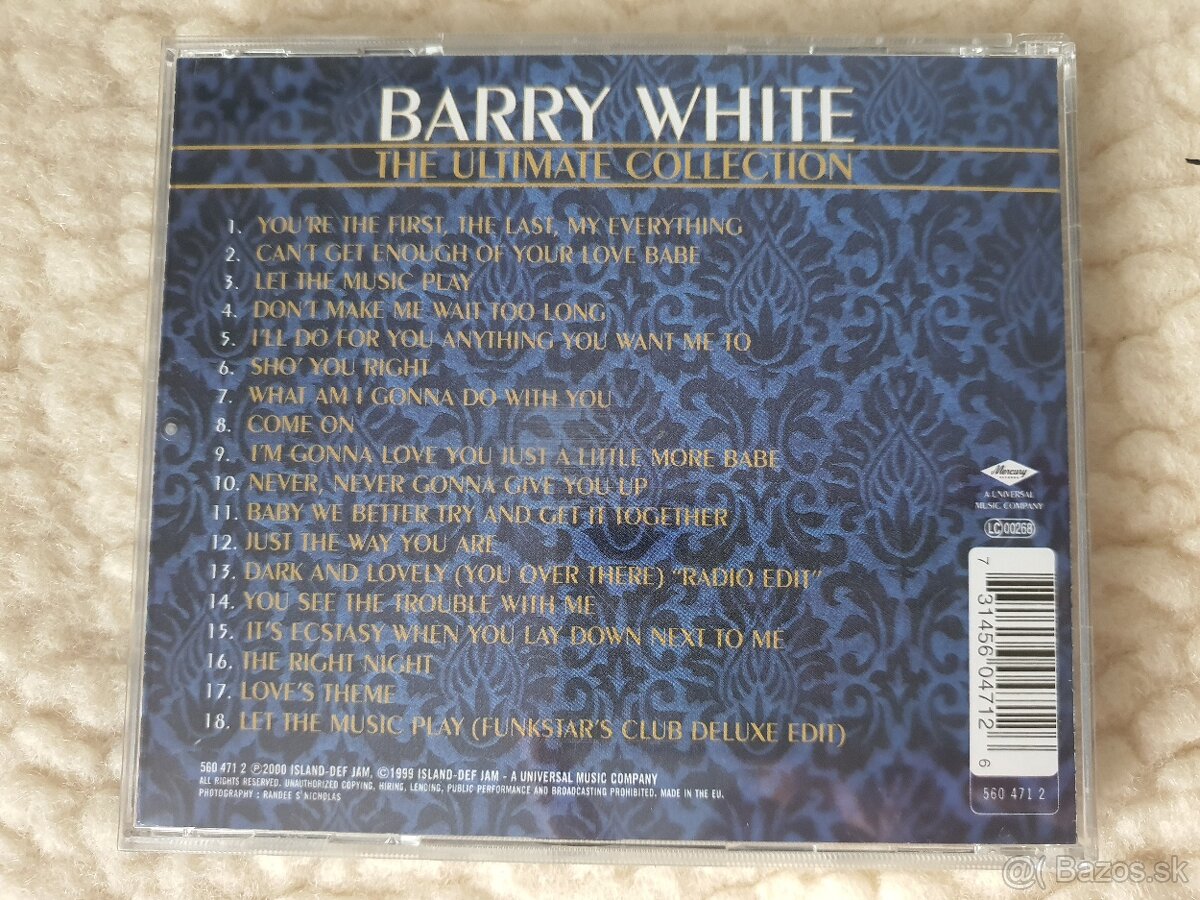 BARRY WHITE
THE ULTIMATE COLLECTION
1. YOU'RE THE FIRST, THE LAST, MY EVERYTHING
2. CAN'T GET ENOUGH OF YOUR LOVE BABE
3. LET THE MUSIC PLAY
4. DON'T MAKE ME WAIT TOO LONG
5. I'LL DO FOR YOU ANYTHING YOU WANT ME TO
6. SHO' YOU RIGHT
7. WHAT AM I GONNA DO WITH YOU
8. COME ON
9. I'M GONNA LOVE YOU JUST A LITTLE MORE BABE
10. NEVER, NEVER GONNA GIVE YOU UP
11. BABY WE BETTER TRY AND GET IT TOGETHER
12. JUST THE WAY YOU ARE
13. DARK AND LOVELY (YOU OVER THERE) "RADIO EDIT"
14. YOU SEE THE TROUBLE WITH ME
15. IT'S ECSTASY WHEN YOU LAY DOWN NEXT TO ME
16. THE RIGHT NIGHT
17. LOVE'S THEME
18. LET THE MUSIC PLAY (FUNKSTAR'S CLUB DELUXE EDIT)
Mercury
RECORDS
A UNIVERSAL
MUSIC COMPANY
LC 00268
7 31456 04712 6
560 471 2
560 471 2 ℗2000 ISLAND-DEF JAM, ©1999 ISLAND-DEF JAM - A UNIVERSAL MUSIC COMPANY
ALL RIGHTS RESERVED. UNAUTHORIZED COPYING, HIRING, LENDING, PUBLIC PERFORMANCE AND BROADCASTING PROHIBITED. MADE IN THE EU.
PHOTOGRAPHY : RANDEE S'NICHOLAS
@( Bazos.sk